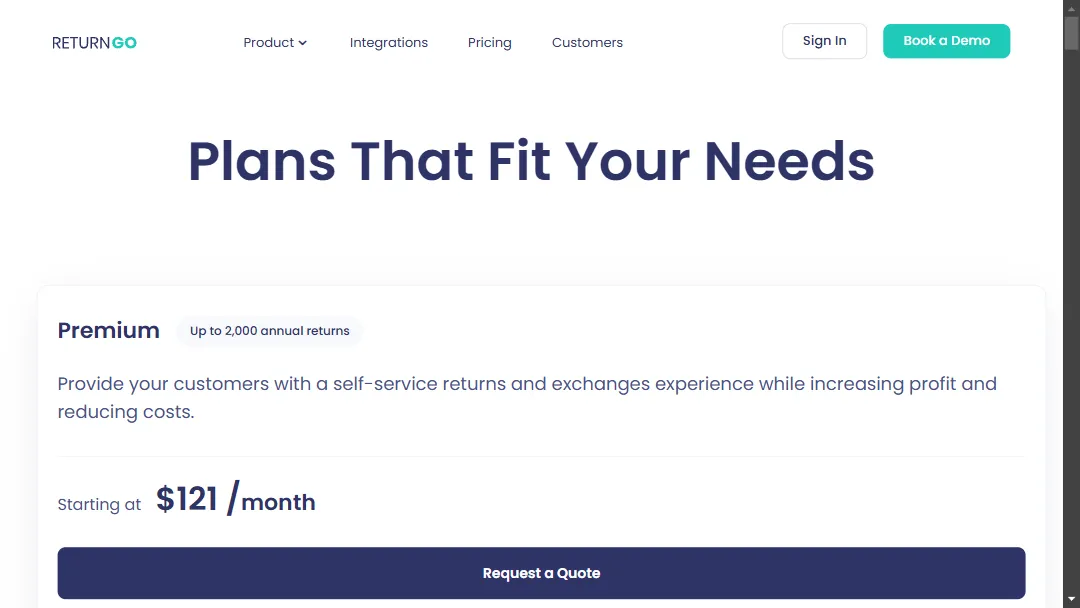 RETURNGO
Product
Integrations
Pricing
Customers
Sign In
Book a Demo
Plans That Fit Your Needs
Premium
Up to 2,000 annual returns
Provide your customers with a self-service returns and exchanges experience while increasing profit and
reducing costs.
Starting at $121 /month
Request a Quote